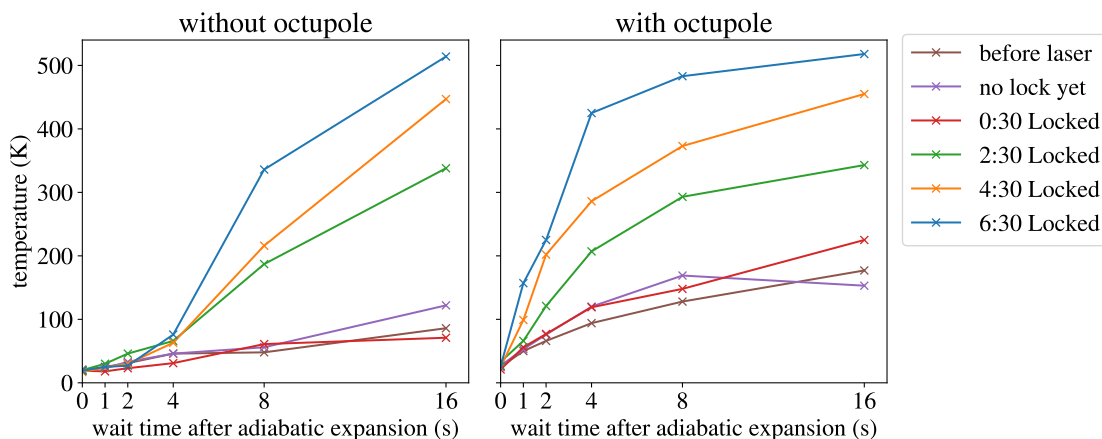 without octupole
with octupole
temperature (K)
500
400
300
200
100
0
0 1 2 4 8 16
wait time after adiabatic expansion (s)
0 1 2 4 8 16
wait time after adiabatic expansion (s)
before laser
no lock yet
0:30 Locked
2:30 Locked
4:30 Locked
6:30 Locked